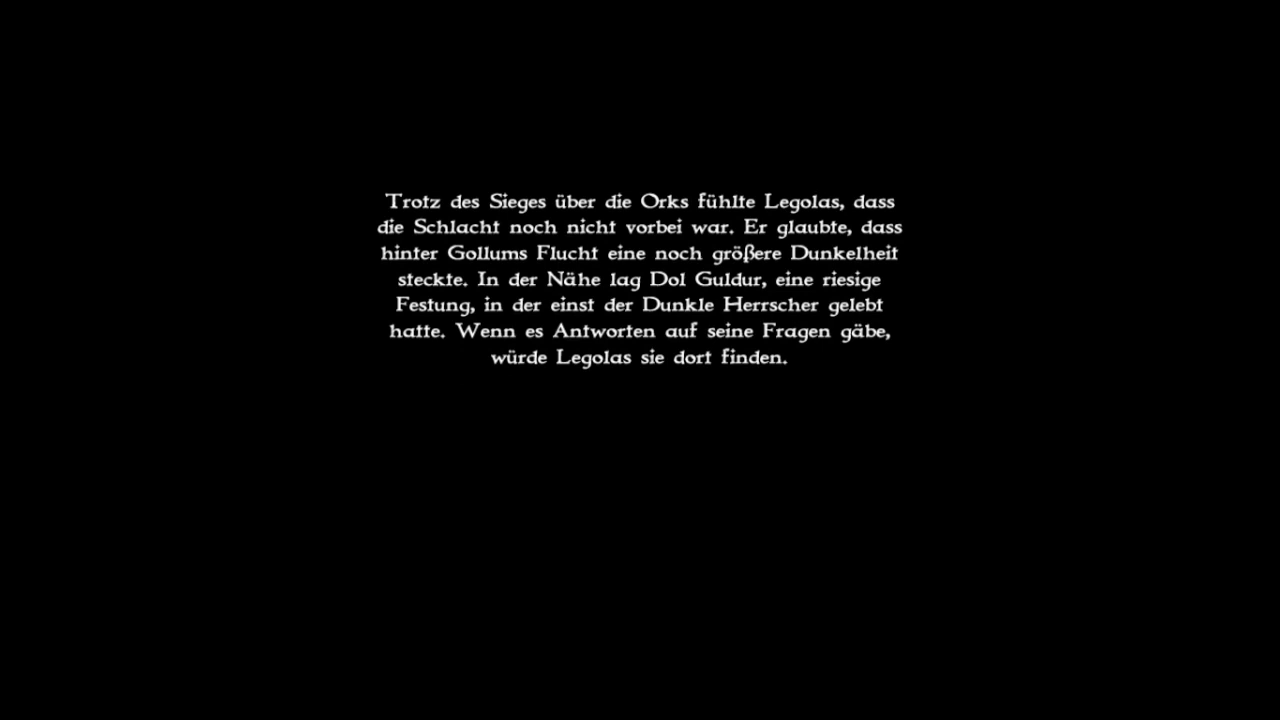 Trotz des Sieges über die Orks fühlte Legolas, dass
die Schlacht noch nicht vorbei war. Er glaubte, dass
hinter Gollums Flucht eine noch größere Dunkelheit
steckte. In der Nähe lag Dol Guldur, eine riesige
Festung, in der einst der Dunkle Herrscher gelebt
hatte. Wenn es Antworten auf seine Fragen gäbe,
würde Legolas sie dort finden.